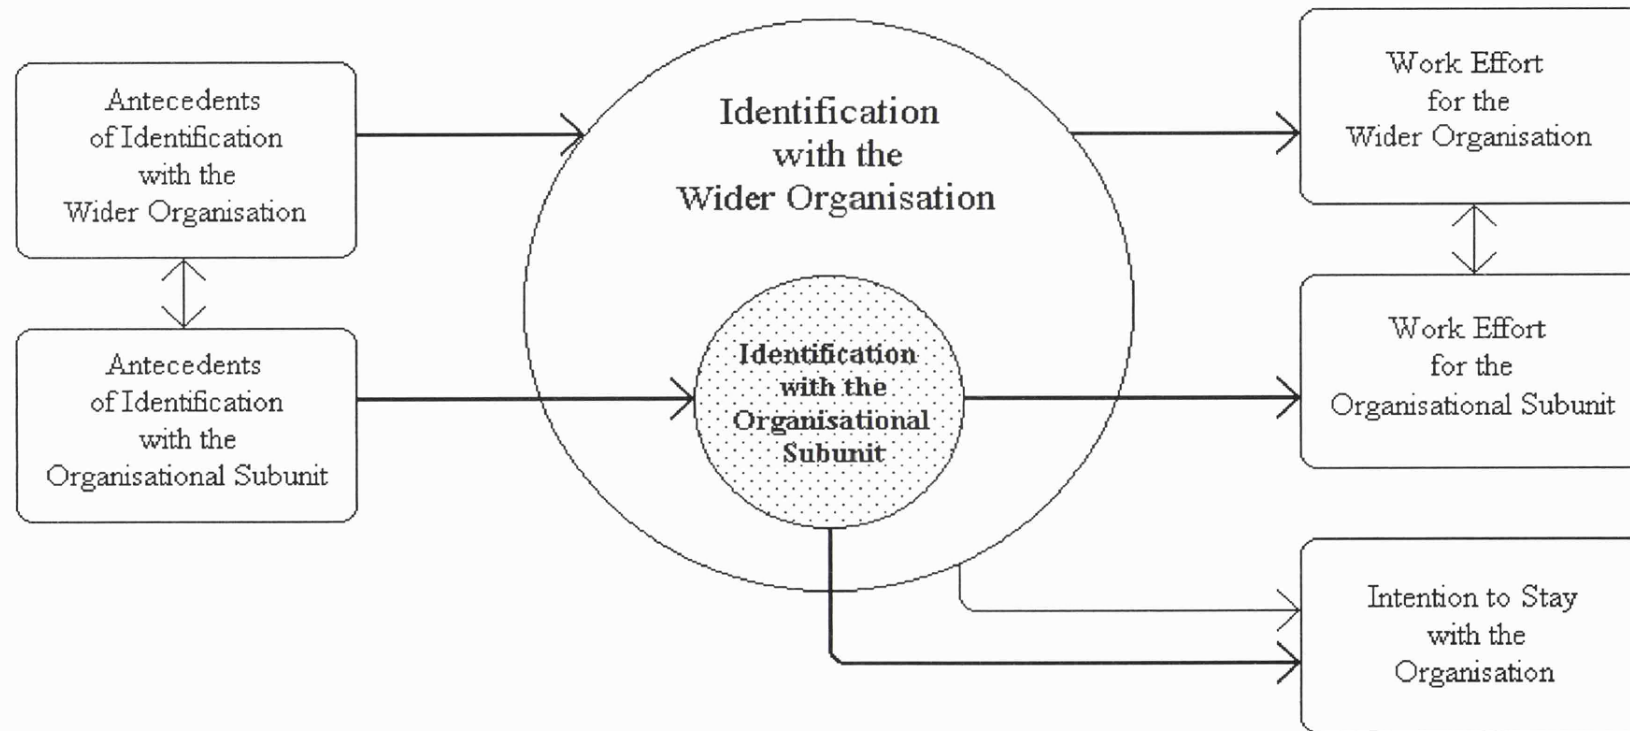 Antecedents
of Identification
with the
Wider Organisation
Antecedents
of Identification
with the
Organisational Subunit
Identification
with the
Wider Organisation
Identification
with the
Organisational
Subunit
Work Effort
for the
Wider Organisation
Work Effort
for the
Organisational Subunit
Intention to Stay
with the
Organisation